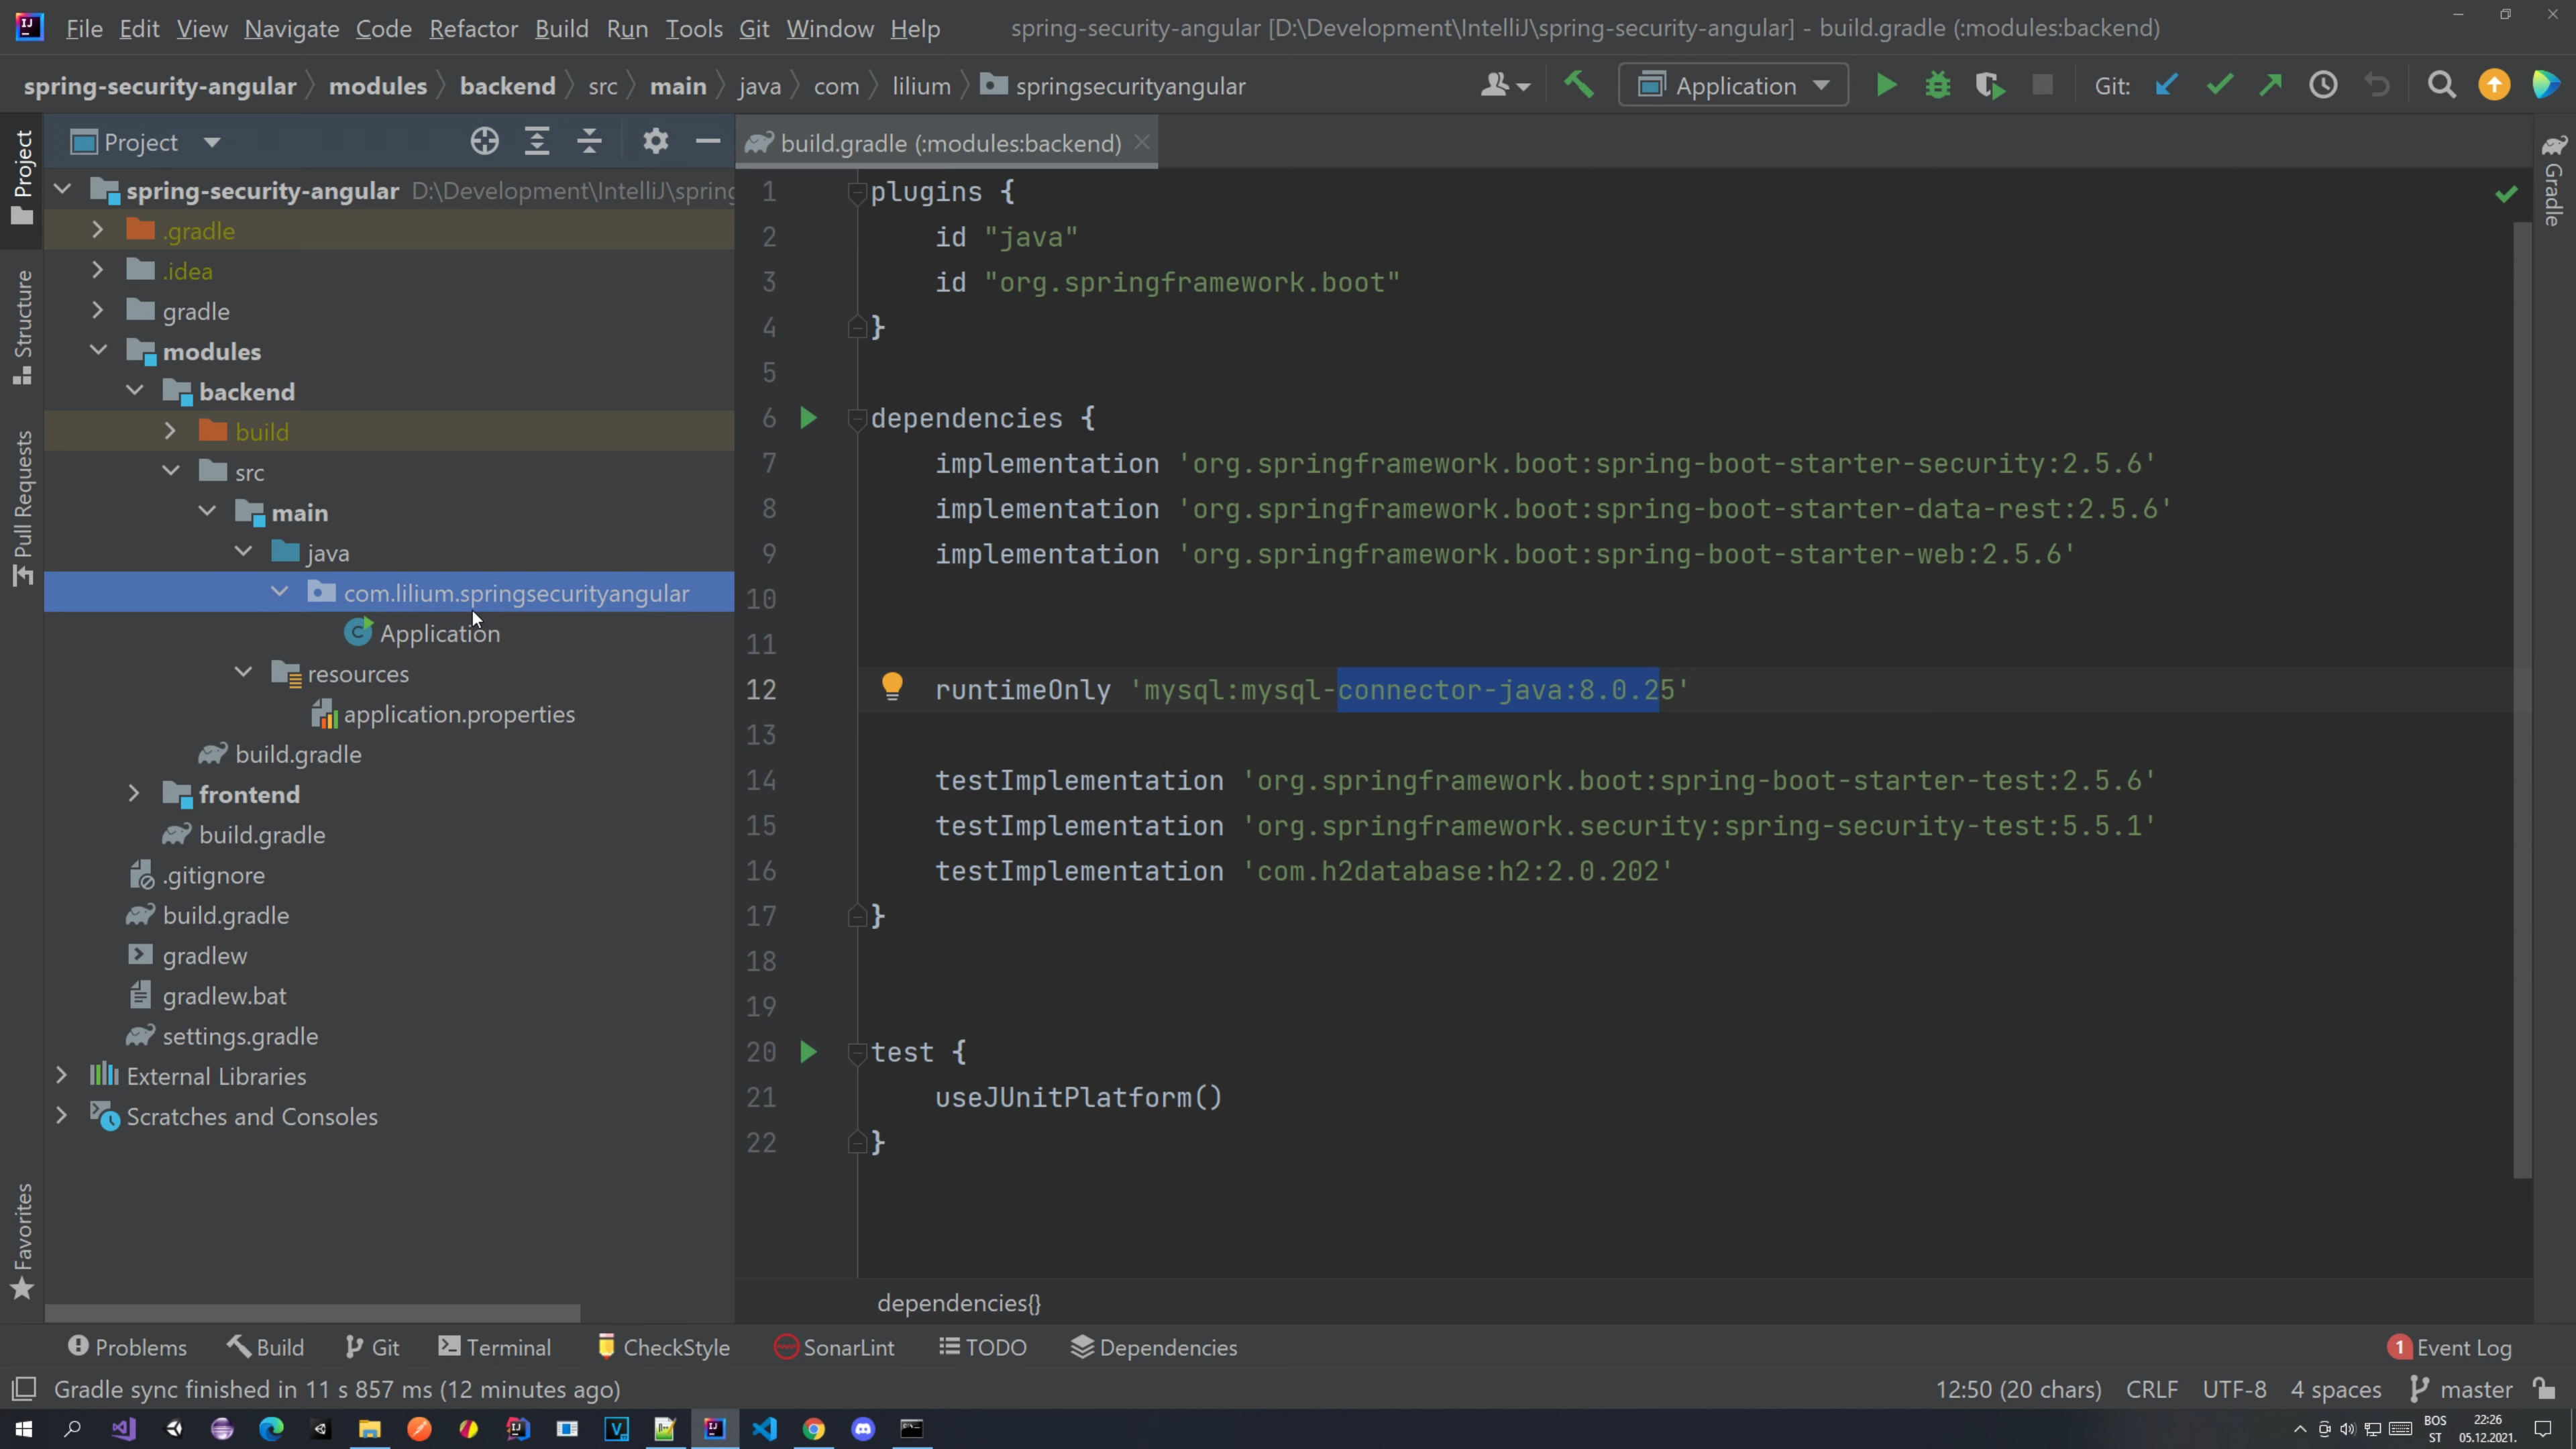 File Edit View Navigate Code Refactor Build Run Tools Git Window Help spring-security-angular [D:\Development\IntelliJ\spring-security-angular] - build.gradle (:modules:backend)
spring-security-angular modules backend src main java com lilium springsecurityangular Application Git:
Project
build.gradle (:modules:backend)
Project
Structure
Pull Requests
Favorites
Gradle
spring-security-angular D:\Development\IntelliJ\spring
.gradle
.idea
gradle
modules
backend
build
src
main
java
com.lilium.springsecurityangular
Application
resources
application.properties
build.gradle
frontend
build.gradle
.gitignore
build.gradle
gradlew
gradlew.bat
settings.gradle
External Libraries
Scratches and Consoles
1 plugins {
2 id "java"
3 id "org.springframework.boot"
4 }
5
6 dependencies {
7 implementation 'org.springframework.boot:spring-boot-starter-security:2.5.6'
8 implementation 'org.springframework.boot:spring-boot-starter-data-rest:2.5.6'
9 implementation 'org.springframework.boot:spring-boot-starter-web:2.5.6'
10
11
12 runtimeOnly 'mysql:mysql-connector-java:8.0.25'
13
14 testImplementation 'org.springframework.boot:spring-boot-starter-test:2.5.6'
15 testImplementation 'org.springframework.security:spring-security-test:5.5.1'
16 testImplementation 'com.h2database:h2:2.0.202'
17 }
18
19
20 test {
21 useJUnitPlatform()
22 }
dependencies{}
Problems Build Git Terminal CheckStyle SonarLint TODO Dependencies 1 Event Log
Gradle sync finished in 11 s 857 ms (12 minutes ago) 12:50 (20 chars) CRLF UTF-8 4 spaces master
BOS 22:26
ST 05.12.2021.